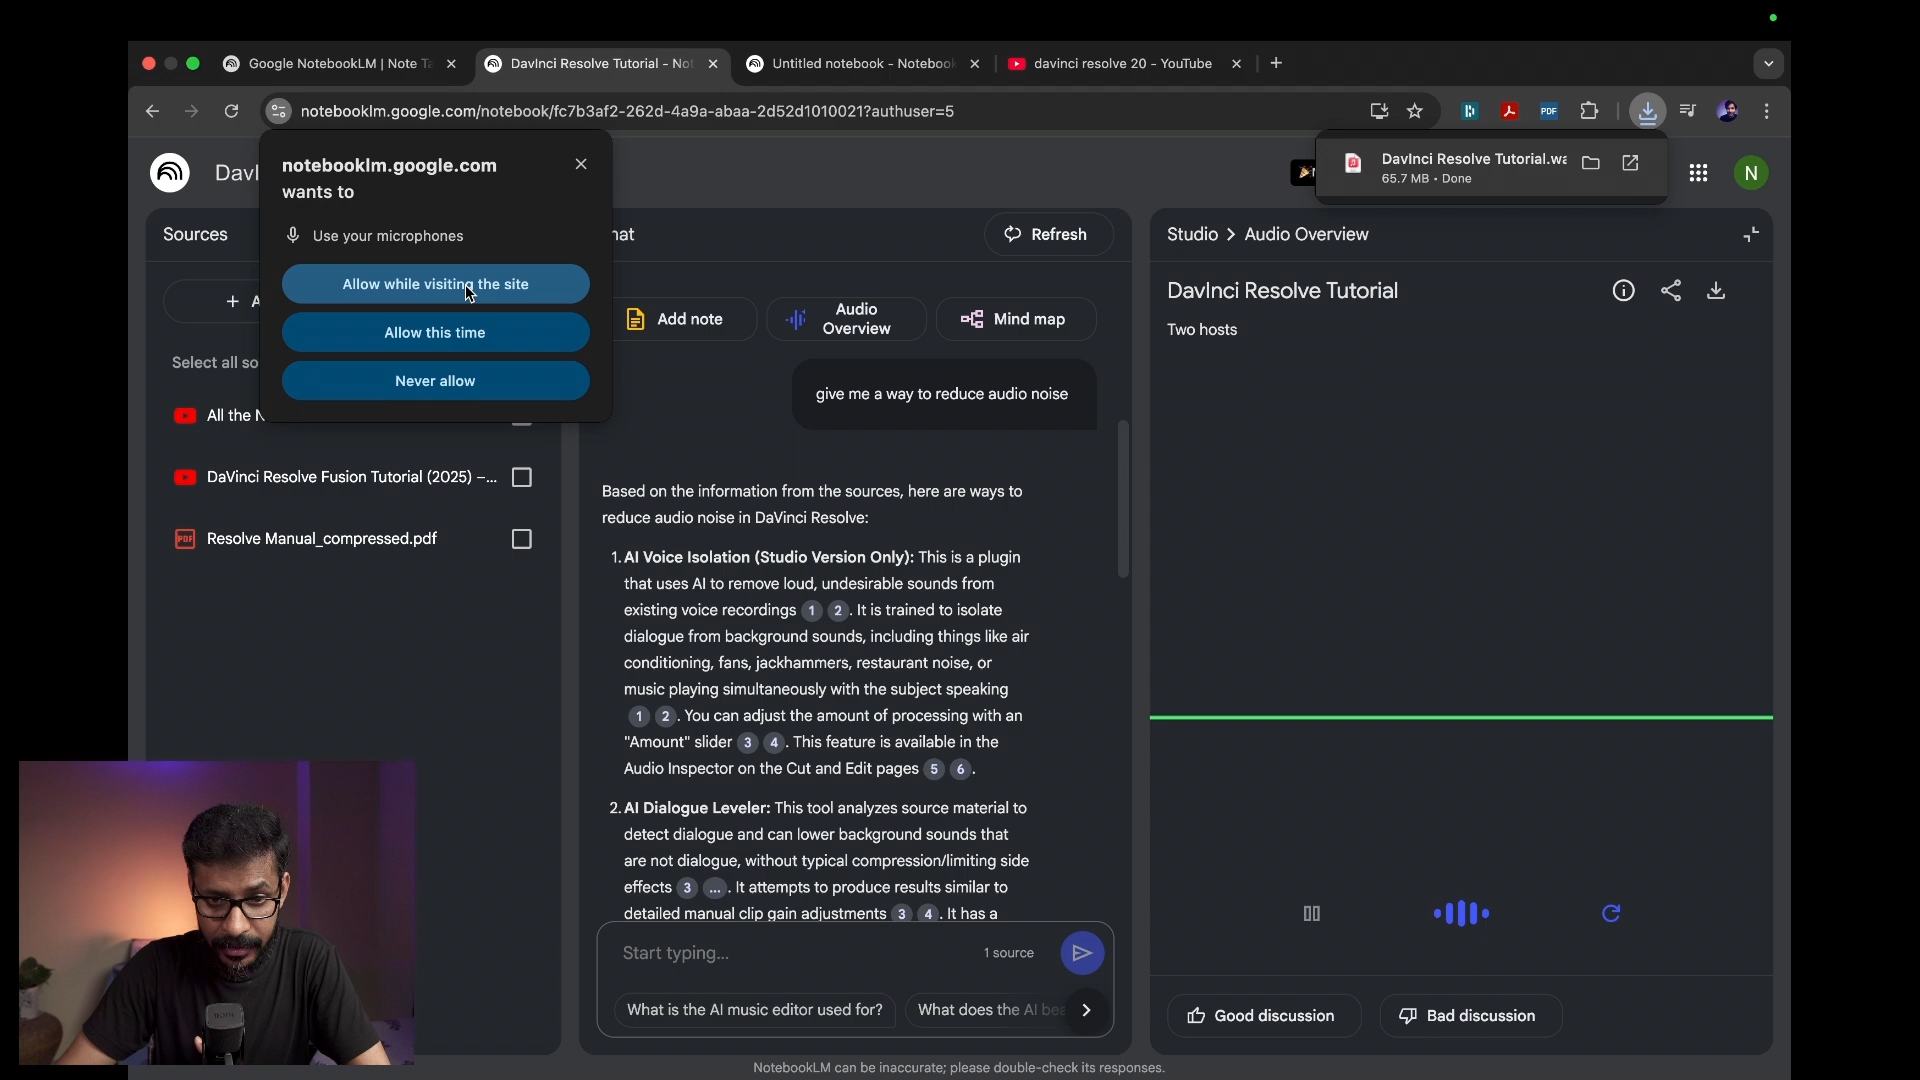 Google NotebookLM | Note Ta
DavInci Resolve Tutorial - Not
Untitled notebook - Notebook
davinci resolve 20 - YouTube
notebooklm.google.com/notebook/fc7b3af2-262d-4a9a-abaa-2d52d1010021?authuser=5
PDF
DavI
notebooklm.google.com
wants to
Use your microphones
Allow while visiting the site
Allow this time
Never allow
DavInci Resolve Tutorial.wa
65.7 MB • Done
N
Sources
Select all so
All the N
DaVinci Resolve Fusion Tutorial (2025) –...
PDF
Resolve Manual_compressed.pdf
hat
Refresh
Add note
Audio
Overview
Mind map
give me a way to reduce audio noise
Based on the information from the sources, here are ways to
reduce audio noise in DaVinci Resolve:
1. AI Voice Isolation (Studio Version Only): This is a plugin
that uses AI to remove loud, undesirable sounds from
existing voice recordings 1 2. It is trained to isolate
dialogue from background sounds, including things like air
conditioning, fans, jackhammers, restaurant noise, or
music playing simultaneously with the subject speaking
1 2. You can adjust the amount of processing with an
"Amount" slider 3 4. This feature is available in the
Audio Inspector on the Cut and Edit pages 5 6.
2. AI Dialogue Leveler: This tool analyzes source material to
detect dialogue and can lower background sounds that
are not dialogue, without typical compression/limiting side
effects 3 .... It attempts to produce results similar to
detailed manual clip gain adjustments 3 4. It has a
Start typing...
1 source
What is the AI music editor used for?
What does the AI bea
Studio > Audio Overview
DavInci Resolve Tutorial
Two hosts
Good discussion
Bad discussion
NotebookLM can be inaccurate; please double-check its responses.